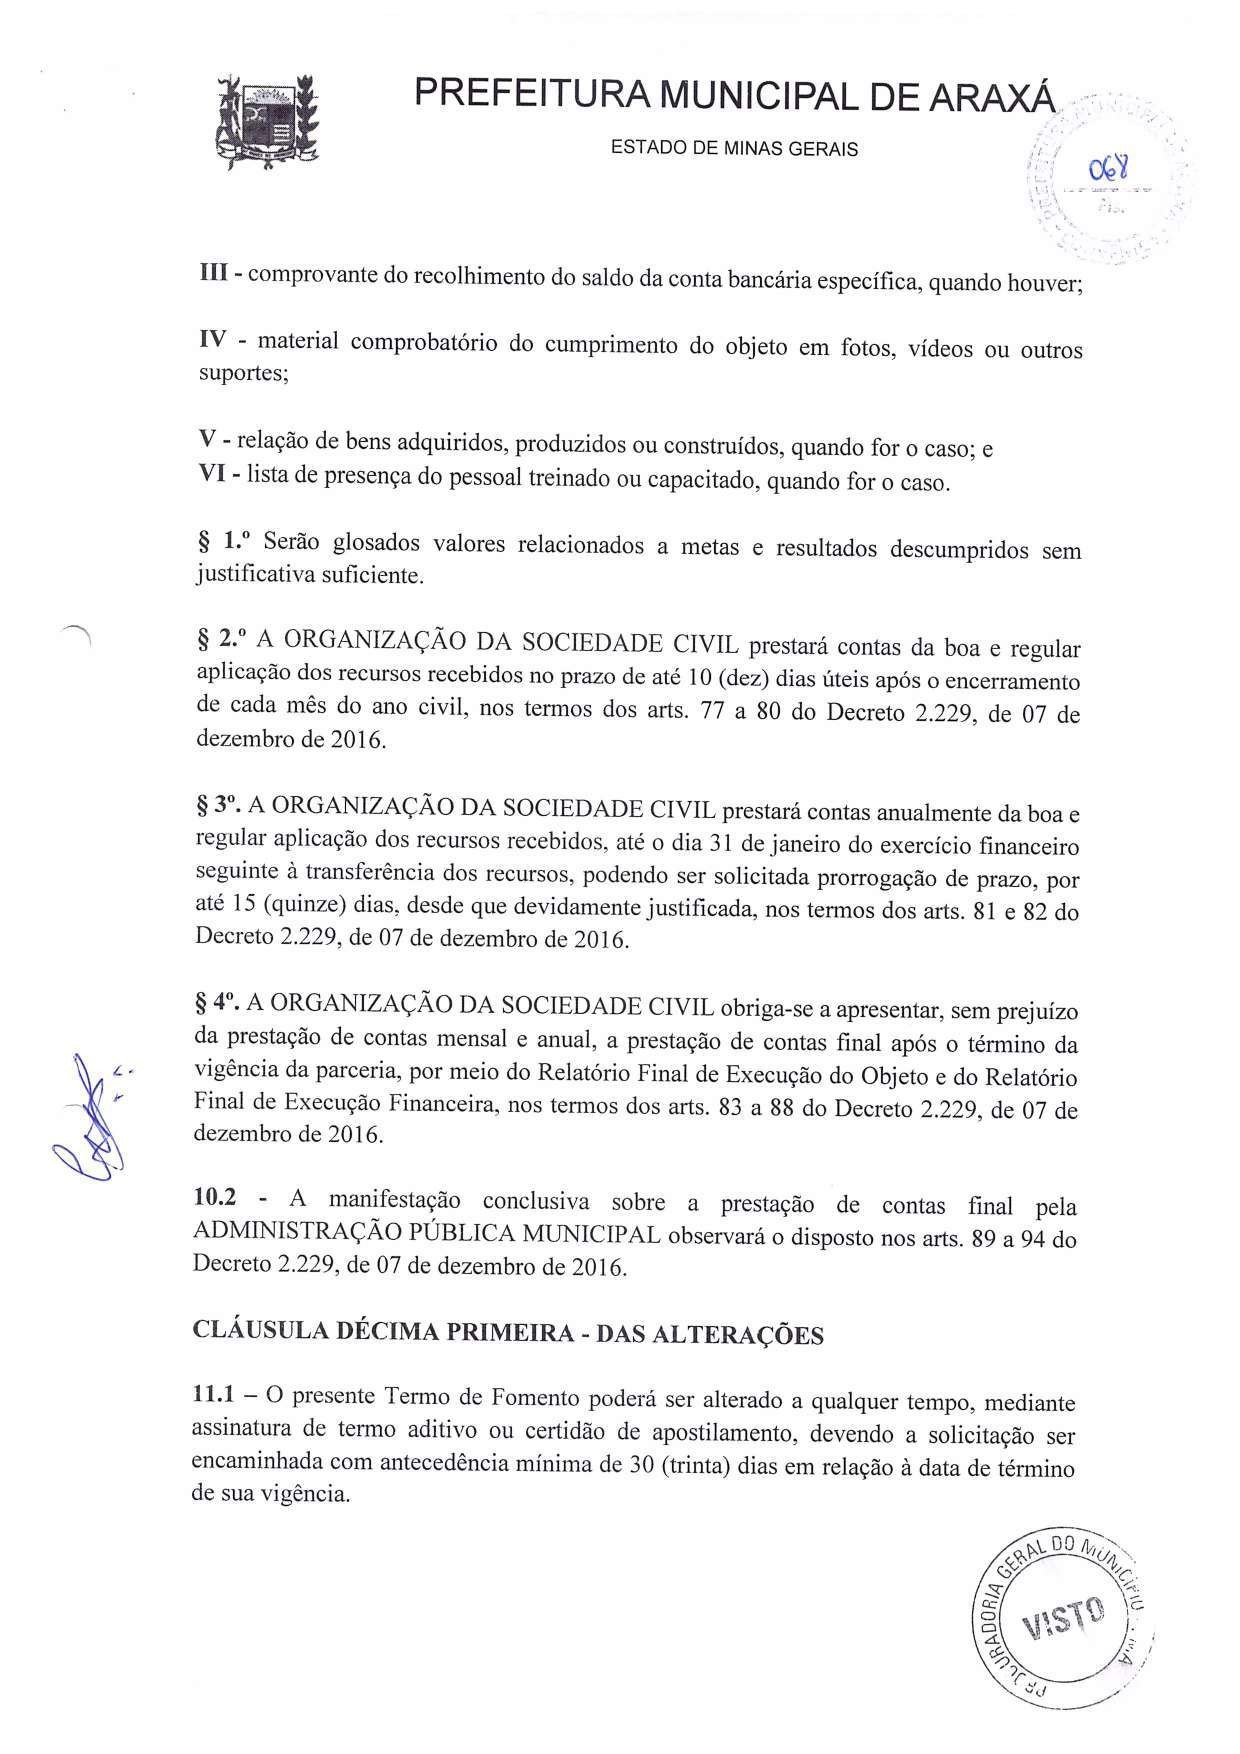 PREFEITURA MUNICIPAL DE ARAXÁ
ESTADO DE MINAS GERAIS
068
Fls.
III - comprovante do recolhimento do saldo da conta bancária específica, quando houver;
IV - material comprobatório do cumprimento do objeto em fotos, vídeos ou outros
suportes;
V - relação de bens adquiridos, produzidos ou construídos, quando for o caso; e
VI - lista de presença do pessoal treinado ou capacitado, quando for o caso.
§ 1.º Serão glosados valores relacionados a metas e resultados descumpridos sem
justificativa suficiente.
§ 2.º A ORGANIZAÇÃO DA SOCIEDADE CIVIL prestará contas da boa e regular
aplicação dos recursos recebidos no prazo de até 10 (dez) dias úteis após o encerramento
de cada mês do ano civil, nos termos dos arts. 77 a 80 do Decreto 2.229, de 07 de
dezembro de 2016.
§ 3º. A ORGANIZAÇÃO DA SOCIEDADE CIVIL prestará contas anualmente da boa e
regular aplicação dos recursos recebidos, até o dia 31 de janeiro do exercício financeiro
seguinte à transferência dos recursos, podendo ser solicitada prorrogação de prazo, por
até 15 (quinze) dias, desde que devidamente justificada, nos termos dos arts. 81 e 82 do
Decreto 2.229, de 07 de dezembro de 2016.
§ 4º. A ORGANIZAÇÃO DA SOCIEDADE CIVIL obriga-se a apresentar, sem prejuízo
da prestação de contas mensal e anual, a prestação de contas final após o término da
vigência da parceria, por meio do Relatório Final de Execução do Objeto e do Relatório
Final de Execução Financeira, nos termos dos arts. 83 a 88 do Decreto 2.229, de 07 de
dezembro de 2016.
10.2 - A manifestação conclusiva sobre a prestação de contas final pela
ADMINISTRAÇÃO PÚBLICA MUNICIPAL observará o disposto nos arts. 89 a 94 do
Decreto 2.229, de 07 de dezembro de 2016.
CLÁUSULA DÉCIMA PRIMEIRA - DAS ALTERAÇÕES
11.1 – O presente Termo de Fomento poderá ser alterado a qualquer tempo, mediante
assinatura de termo aditivo ou certidão de apostilamento, devendo a solicitação ser
encaminhada com antecedência mínima de 30 (trinta) dias em relação à data de término
de sua vigência.
GERAL DO MUNICÍPIO
VISTO